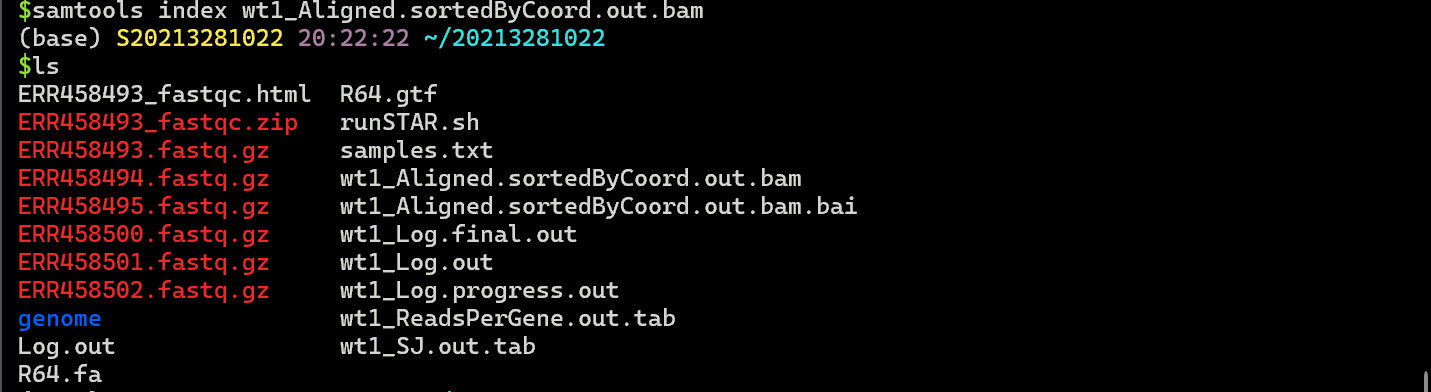 $samtools index wt1_Aligned.sortedByCoord.out.bam
(base) S20213281022 20:22:22 ~/20213281022
$ls
ERR458493_fastqc.html  R64.gtf
ERR458493_fastqc.zip   runSTAR.sh
ERR458493.fastq.gz     samples.txt
ERR458494.fastq.gz     wt1_Aligned.sortedByCoord.out.bam
ERR458495.fastq.gz     wt1_Aligned.sortedByCoord.out.bam.bai
ERR458500.fastq.gz     wt1_Log.final.out
ERR458501.fastq.gz     wt1_Log.out
ERR458502.fastq.gz     wt1_Log.progress.out
genome                 wt1_ReadsPerGene.out.tab
Log.out                wt1_SJ.out.tab
R64.fa